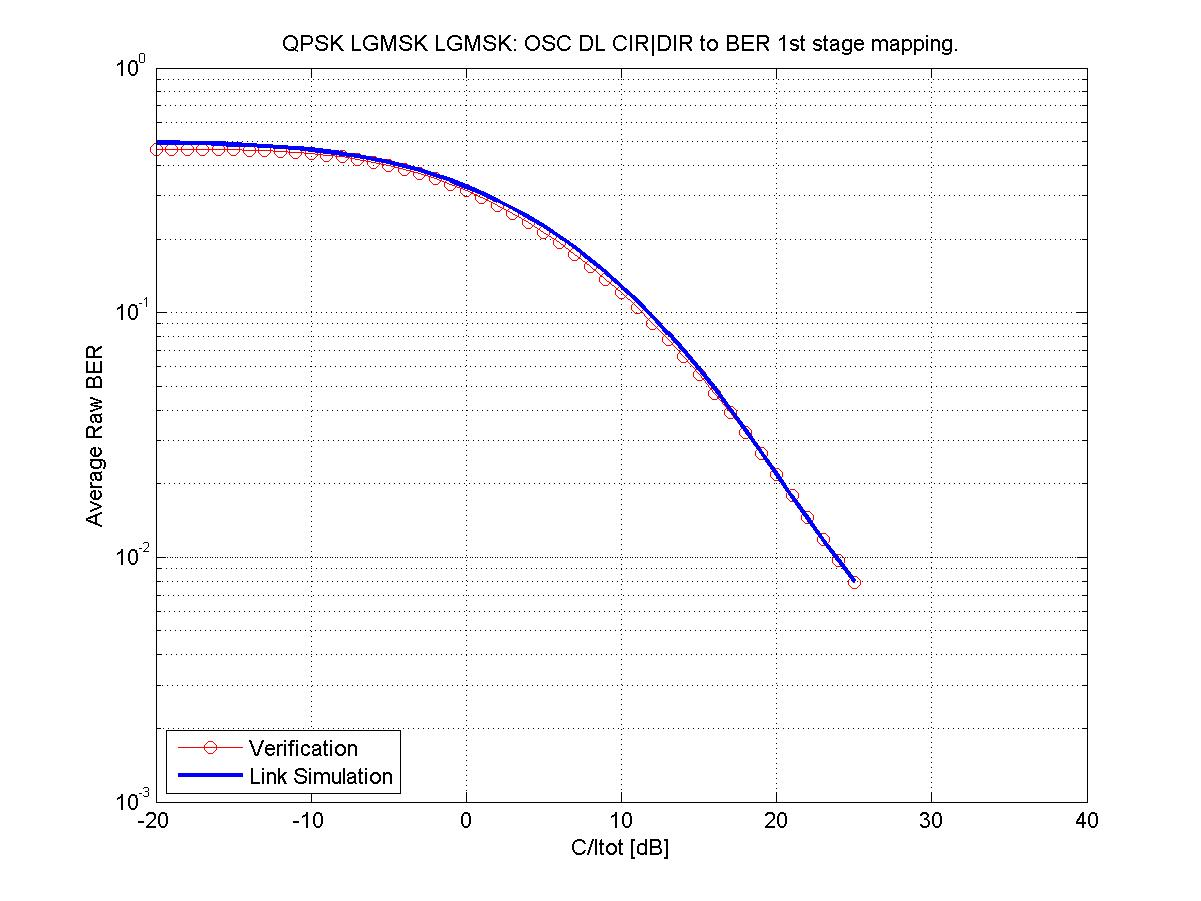 QPSK LGMSK LGMSK: OSC DL CIR|DIR to BER 1st stage mapping.
10^0
10^-1
10^-2
10^-3
Average Raw BER
Verification
Link Simulation
-20 -10 0 10 20 30 40
C/Itot [dB]